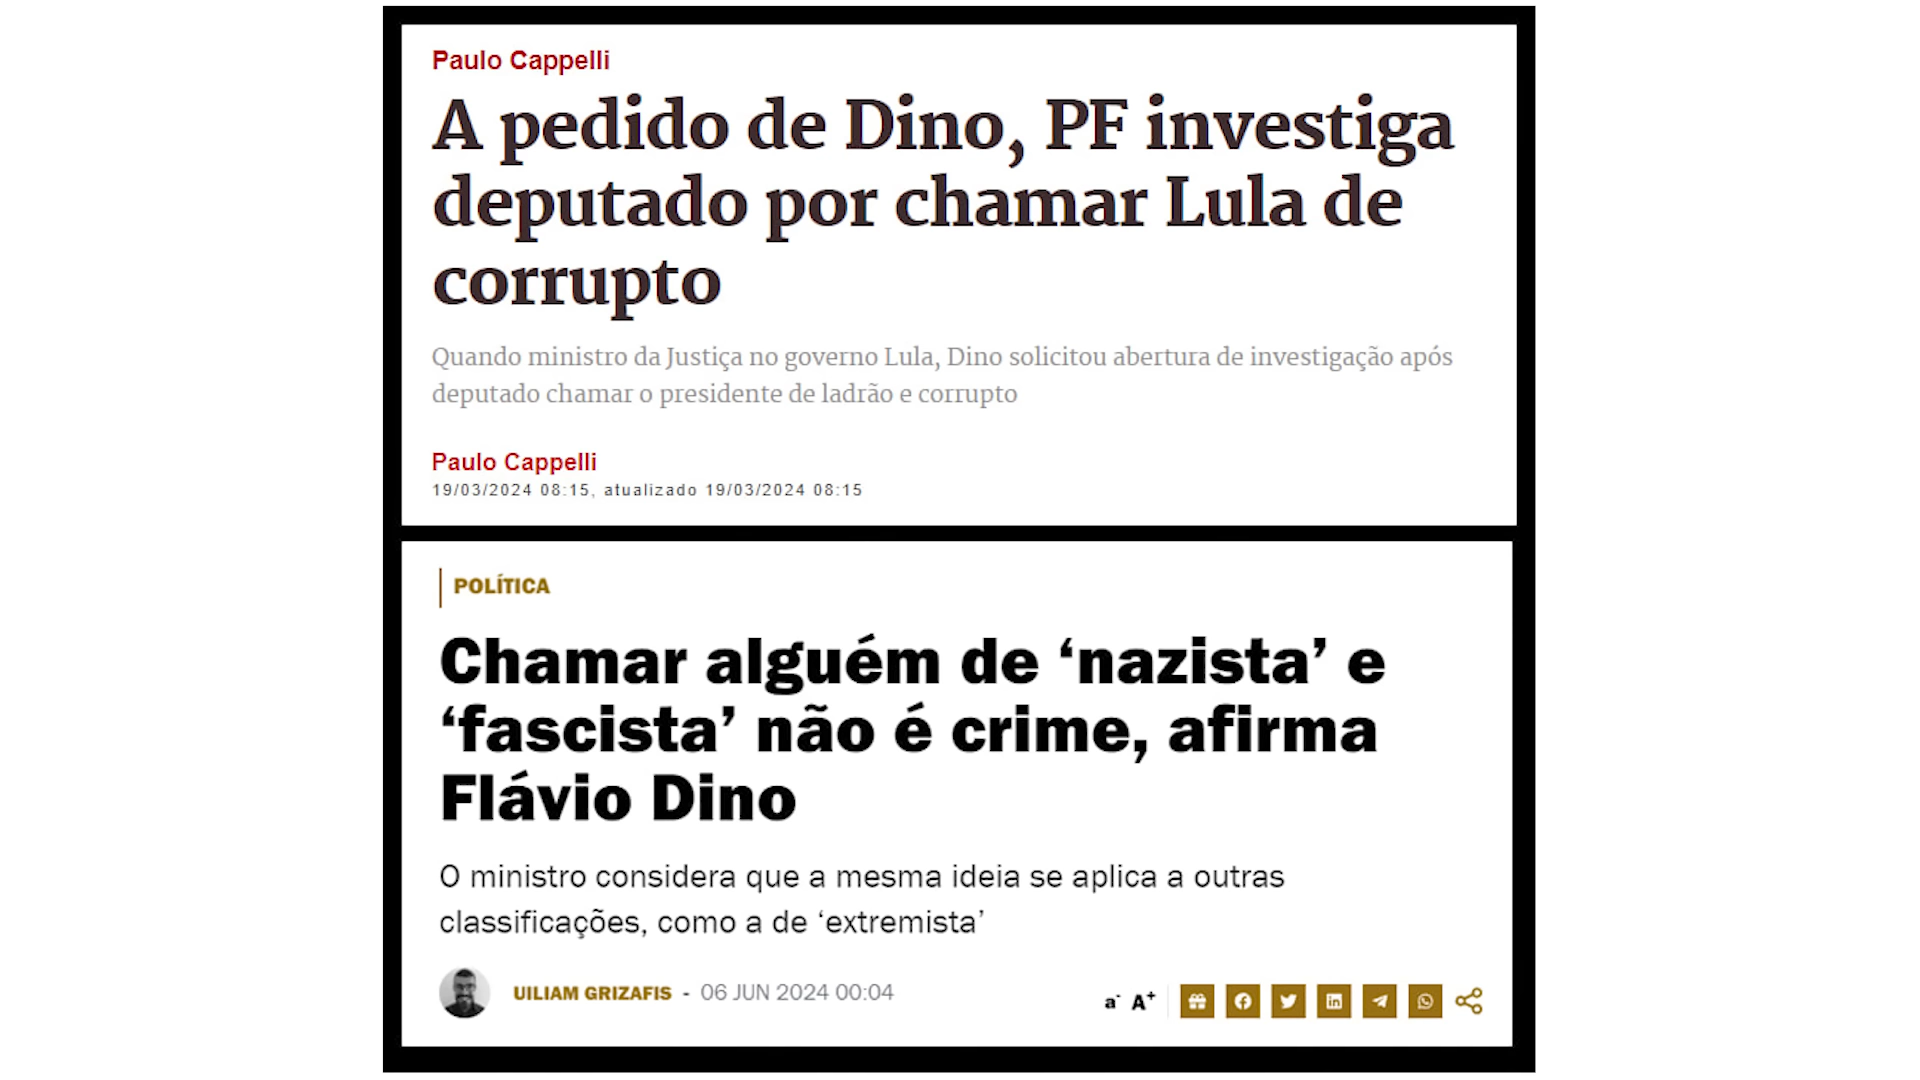 Paulo Cappelli
A pedido de Dino, PF investiga
deputado por chamar Lula de
corrupto
Quando ministro da Justiça no governo Lula, Dino solicitou abertura de investigação após
deputado chamar o presidente de ladrão e corrupto
Paulo Cappelli
19/03/2024 08:15, atualizado 19/03/2024 08:15
POLÍTICA
Chamar alguém de ‘nazista’ e
‘fascista’ não é crime, afirma
Flávio Dino
O ministro considera que a mesma ideia se aplica a outras
classificações, como a de ‘extremista’
UILIAM GRIZAFIS - 06 JUN 2024 00:04
a- A+